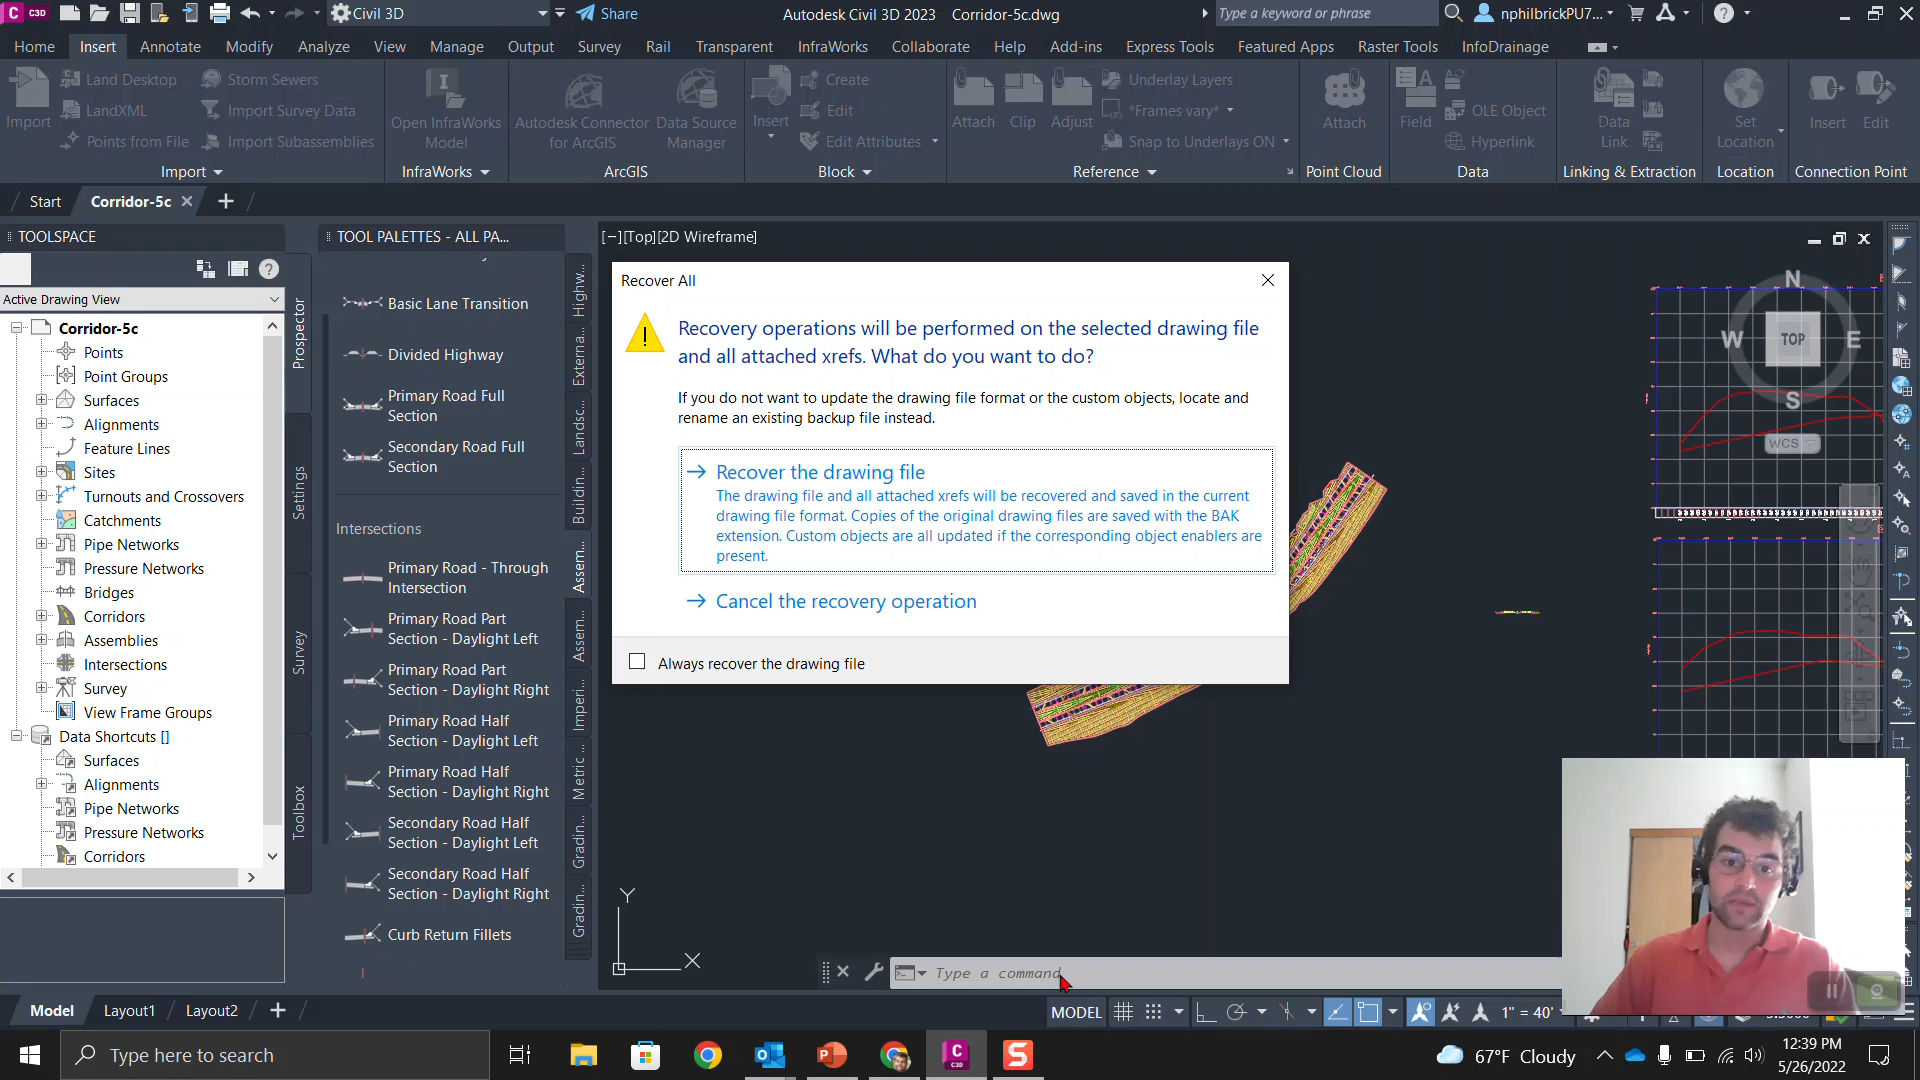 C C3D
Civil 3D
Share
Autodesk Civil 3D 2023 Corridor-5c.dwg
Type a keyword or phrase
nphilbrickPU7...
Home Insert Annotate Modify Analyze View Manage Output Survey Rail Transparent InfraWorks Collaborate Help Add-ins Express Tools Featured Apps Raster Tools InfoDrainage
Import
Land Desktop
LandXML
Points from File
Storm Sewers
Import Survey Data
Import Subassemblies
Import
Open InfraWorks
Model
InfraWorks
Autodesk Connector
for ArcGIS
Data Source
Manager
ArcGIS
Insert
Create
Edit
Edit Attributes
Block
Attach
Clip
Adjust
Underlay Layers
*Frames vary*
Snap to Underlays ON
Reference
Attach
Point Cloud
Field
OLE Object
Hyperlink
Data
Data
Link
Linking & Extraction
Set
Location
Location
Insert
Edit
Connection Point
Start
Corridor-5c
TOOLSPACE
Active Drawing View
Corridor-5c
Points
Point Groups
Surfaces
Alignments
Feature Lines
Sites
Turnouts and Crossovers
Catchments
Pipe Networks
Pressure Networks
Bridges
Corridors
Assemblies
Intersections
Survey
View Frame Groups
Data Shortcuts []
Surfaces
Alignments
Pipe Networks
Pressure Networks
Corridors
Prospector
Settings
Survey
Toolbox
TOOL PALETTES - ALL PA...
Basic Lane Transition
Divided Highway
Primary Road Full
Section
Secondary Road Full
Section
Intersections
Primary Road - Through
Intersection
Primary Road Part
Section - Daylight Left
Primary Road Part
Section - Daylight Right
Primary Road Half
Section - Daylight Left
Primary Road Half
Section - Daylight Right
Secondary Road Half
Section - Daylight Left
Secondary Road Half
Section - Daylight Right
Curb Return Fillets
Highw...
Externa...
Landsc...
Buildin...
Assem...
Assem...
Imperi...
Metric ...
Gradin...
Gradin...
[−][Top][2D Wireframe]
Recover All
Recovery operations will be performed on the selected drawing file
and all attached xrefs. What do you want to do?
If you do not want to update the drawing file format or the custom objects, locate and
rename an existing backup file instead.
Recover the drawing file
The drawing file and all attached xrefs will be recovered and saved in the current
drawing file format. Copies of the original drawing files are saved with the BAK
extension. Custom objects are all updated if the corresponding object enablers are
present.
Cancel the recovery operation
Always recover the drawing file
N
W
TOP
E
S
WCS
Y
X
Type a command
Model
Layout1
Layout2
MODEL
1" = 40'
Type here to search
C C3D
S
67°F Cloudy
12:39 PM
5/26/2022